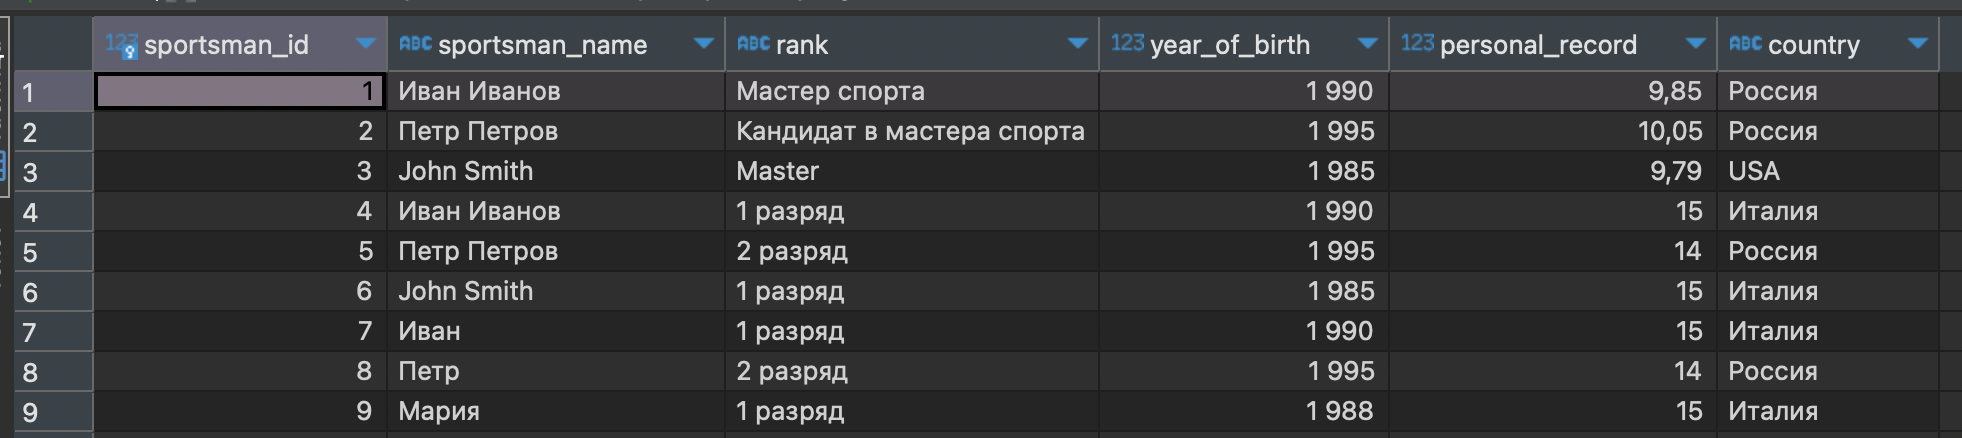 123 sportsman_id ABC sportsman_name ABC rank 123 year_of_birth 123 personal_record ABC country
1 1 Иван Иванов Мастер спорта 1 990 9,85 Россия
2 2 Петр Петров Кандидат в мастера спорта 1 995 10,05 Россия
3 3 John Smith Master 1 985 9,79 USA
4 4 Иван Иванов 1 разряд 1 990 15 Италия
5 5 Петр Петров 2 разряд 1 995 14 Россия
6 6 John Smith 1 разряд 1 985 15 Италия
7 7 Иван 1 разряд 1 990 15 Италия
8 8 Петр 2 разряд 1 995 14 Россия
9 9 Мария 1 разряд 1 988 15 Италия